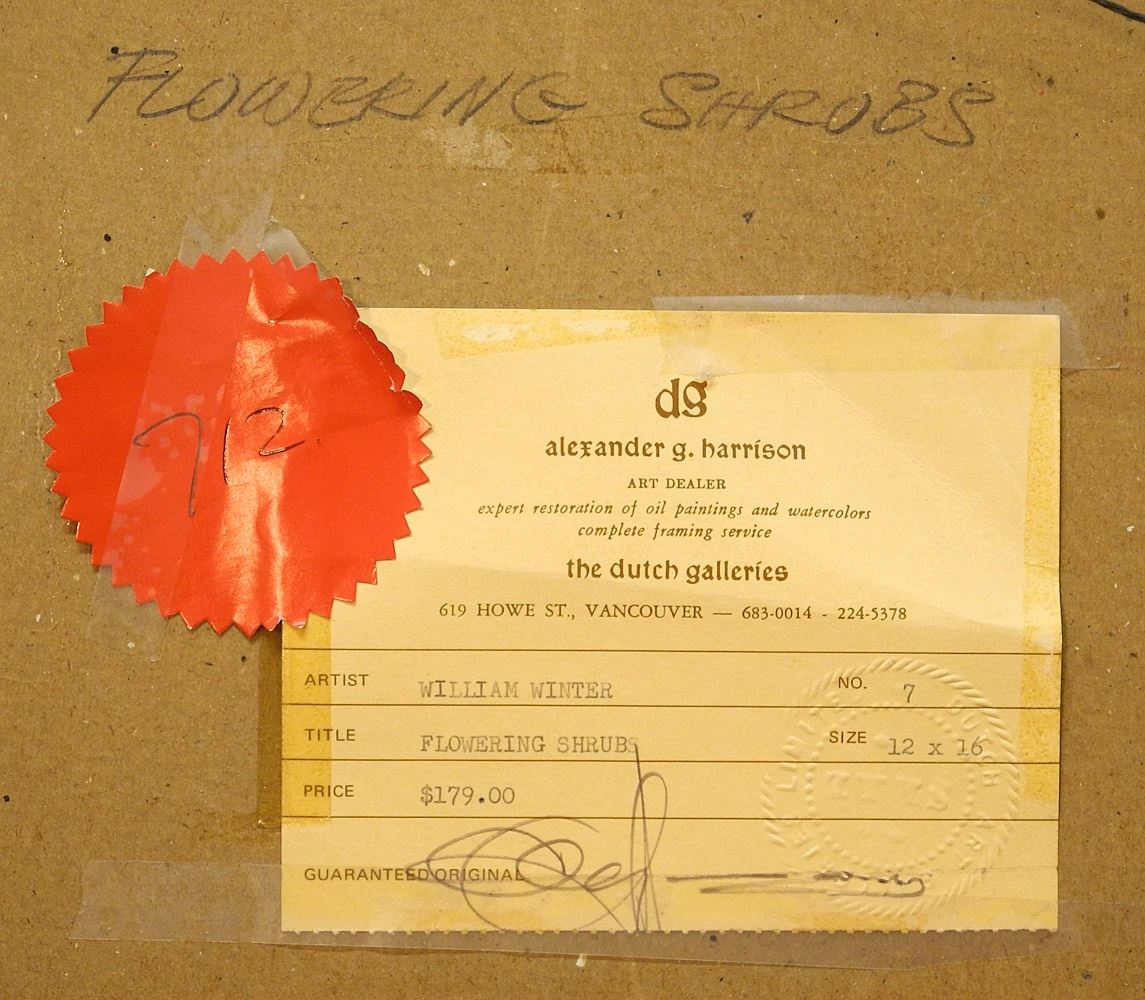 FLOWERING SHRUBS
712.
dg
alexander g. harrison
ART DEALER
expert restoration of oil paintings and watercolors
complete framing service
the dutch galleries
619 HOWE ST., VANCOUVER — 683-0014 - 224-5378
ARTIST WILLIAM WINTER NO. 7
TITLE FLOWERING SHRUBS SIZE 12 x 16
PRICE $179.00
GUARANTEED ORIGINAL